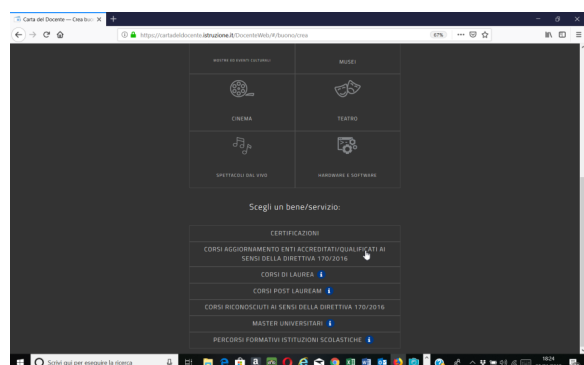 Carta del Docente — Crea buon
https://cartadeldocente.istruzione.it/DocenteWeb/#/buono/crea
67%
MOSTRE ED EVENTI CULTURALI
MUSEI
CINEMA
TEATRO
SPETTACOLI DAL VIVO
HARDWARE E SOFTWARE
Scegli un bene/servizio:
CERTIFICAZIONI
CORSI AGGIORNAMENTO ENTI ACCREDITATI/QUALIFICATI AI
SENSI DELLA DIRETTIVA 170/2016
CORSI DI LAUREA
CORSI POST LAUREAM
CORSI RICONOSCIUTI AI SENSI DELLA DIRETTIVA 170/2016
MASTER UNIVERSITARI
PERCORSI FORMATIVI ISTITUZIONI SCOLASTICHE
Scrivi qui per eseguire la ricerca
18:24